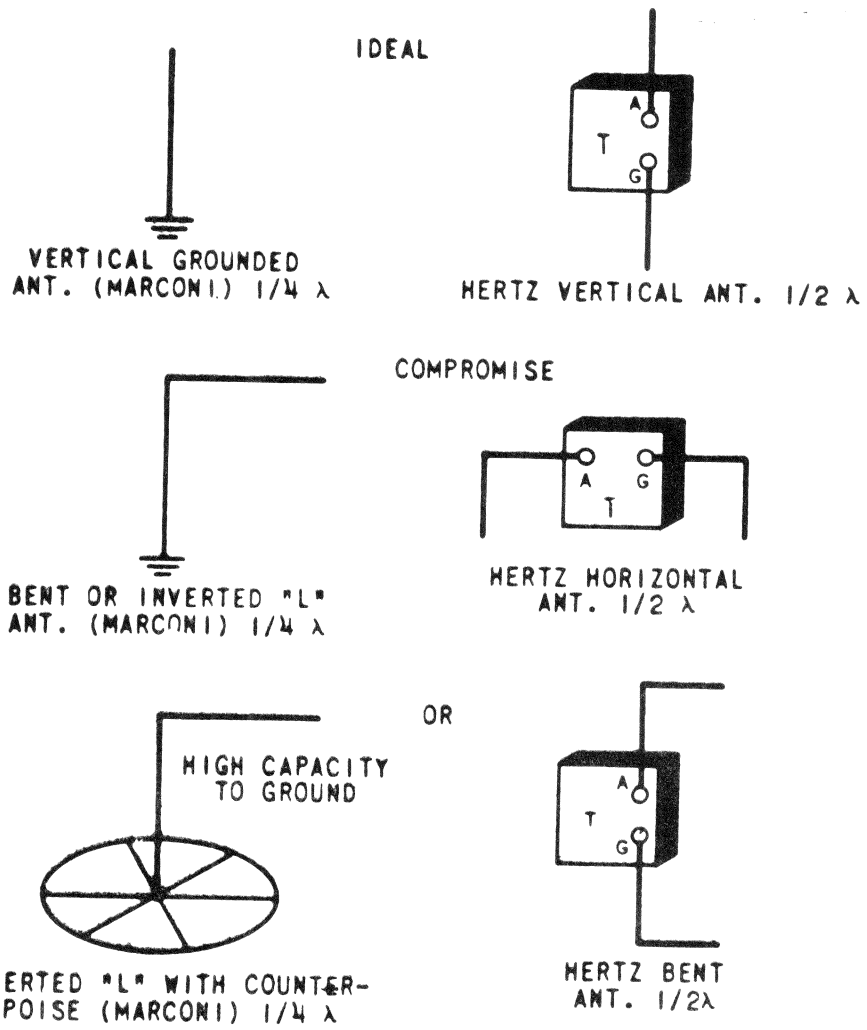 IDEAL
A
T
G
VERTICAL GROUNDED
ANT. (MARCONI) 1/4 λ
HERTZ VERTICAL ANT. 1/2 λ
COMPROMISE
A G
T
BENT OR INVERTED "L"
ANT. (MARCONI) 1/4 λ
HERTZ HORIZONTAL
ANT. 1/2 λ
OR
HIGH CAPACITY
TO GROUND
A
T
G
ERTED "L" WITH COUNTER-
POISE (MARCONI) 1/4 λ
HERTZ BENT
ANT. 1/2λ